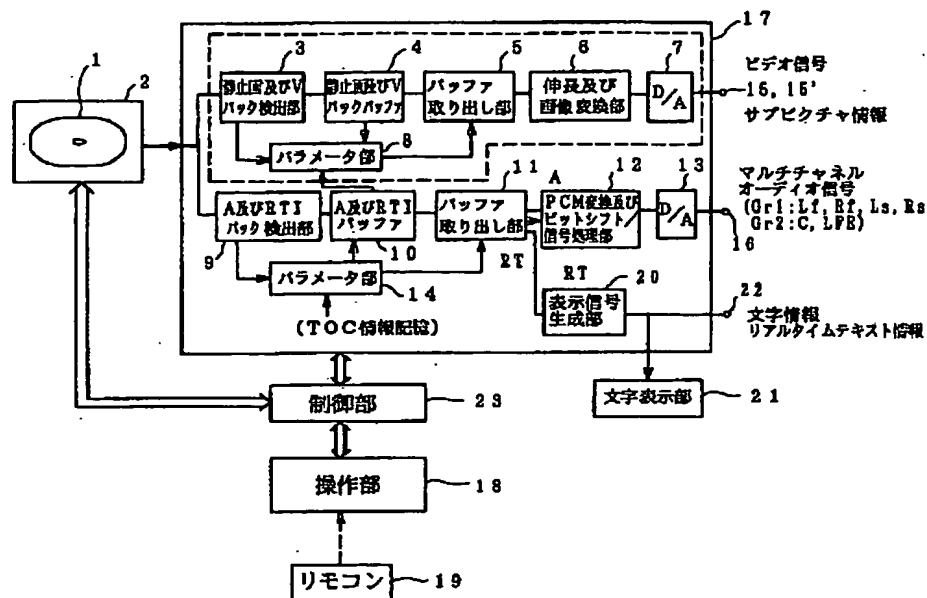 1
2
3
静止画及びV
パック検出部
4
静止画及びV
パックバッファ
5
バッファ
取り出し部
6
伸長及び
画像変換部
7
D/A
17
ビデオ信号
15, 15'
サブピクチャ情報
パラメータ部
8
9
A及びRTI
パック検出部
A及びRTI
バッファ
10
11
バッファ
取り出し部
A
12
PCM変換及び
ビットシフト/
信号処理部
13
D/A
マルチチャネル
オーディオ信号
(Gr1:Lf, Rf, Ls, Rs
Gr2:C, LFE)
16
パラメータ部
14
(TOC情報記憶)
RT
RT
20
表示信号
生成部
22
文字情報
リアルタイムテキスト情報
文字表示部
21
制御部
23
操作部
18
リモコン
19